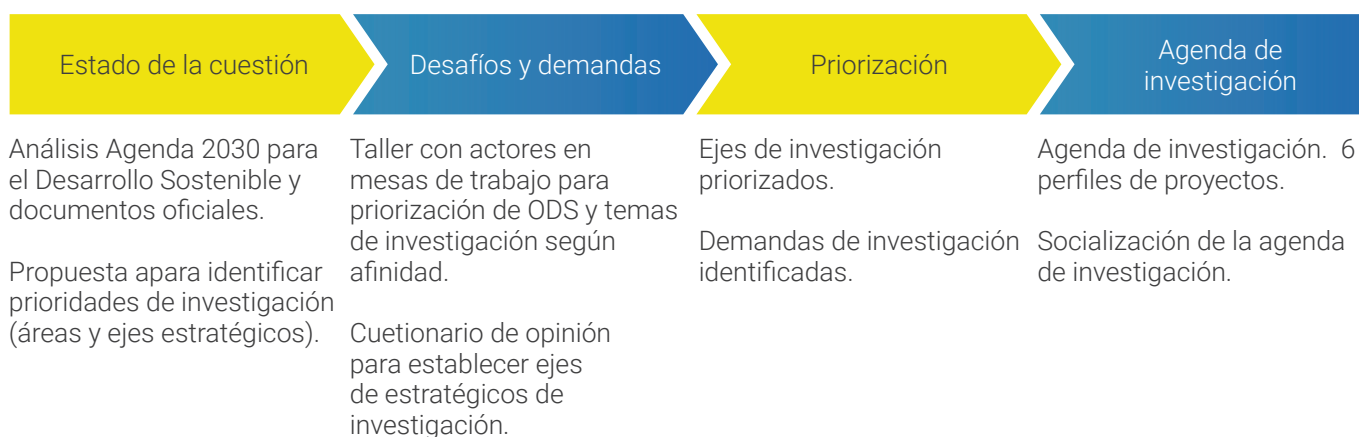 Estado de la cuestión
Desafíos y demandas
Priorización
Agenda de
investigación
Análisis Agenda 2030 para
el Desarrollo Sostenible y
documentos oficiales.
Propuesta apara identificar
prioridades de investigación
(áreas y ejes estratégicos).
Taller con actores en
mesas de trabajo para
priorización de ODS y temas
de investigación según
afinidad.
Cuetionario de opinión
para establecer ejes
de estratégicos de
investigación.
Ejes de investigación
priorizados.
Demandas de investigación
identificadas.
Agenda de investigación.  6
perfiles de proyectos.
Socialización de la agenda
de investigación.